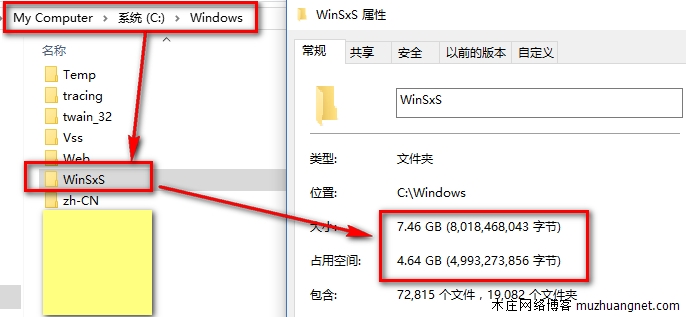 My Computer > 系统 (C:) > Windows
名称
Temp
tracing
twain_32
Vss
Web
WinSxS
zh-CN
WinSxS 属性
常规 共享 安全 以前的版本 自定义
WinSxS
类型: 文件夹
位置: C:\Windows
大小: 7.46 GB (8,018,468,043 字节)
占用空间: 4.64 GB (4,993,273,856 字节)
包含: 72,815 个文件，19,082 个文件夹
木庄网络博客 muzhuangnet.com